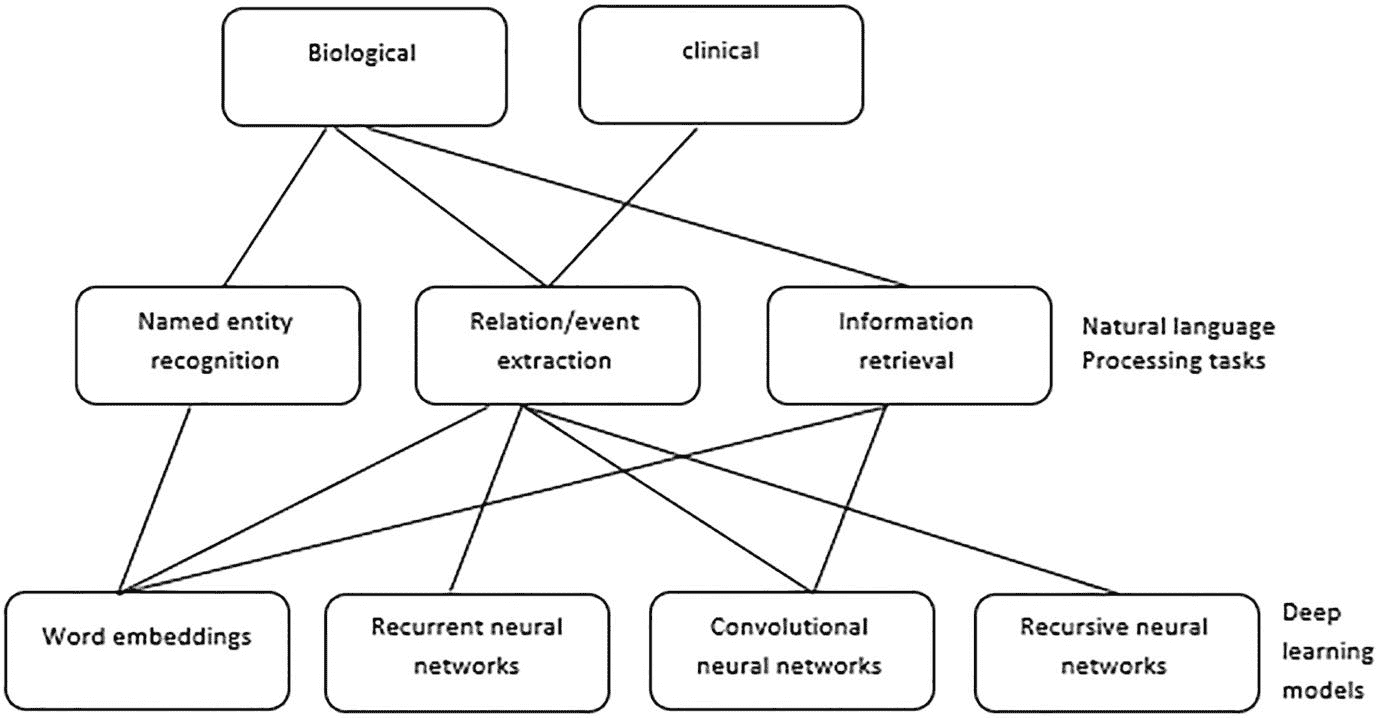 Biological
clinical
Named entity
recognition
Relation/event
extraction
Information
retrieval
Natural language
Processing tasks
Word embeddings
Recurrent neural
networks
Convolutional
neural networks
Recursive neural
networks
Deep
learning
models